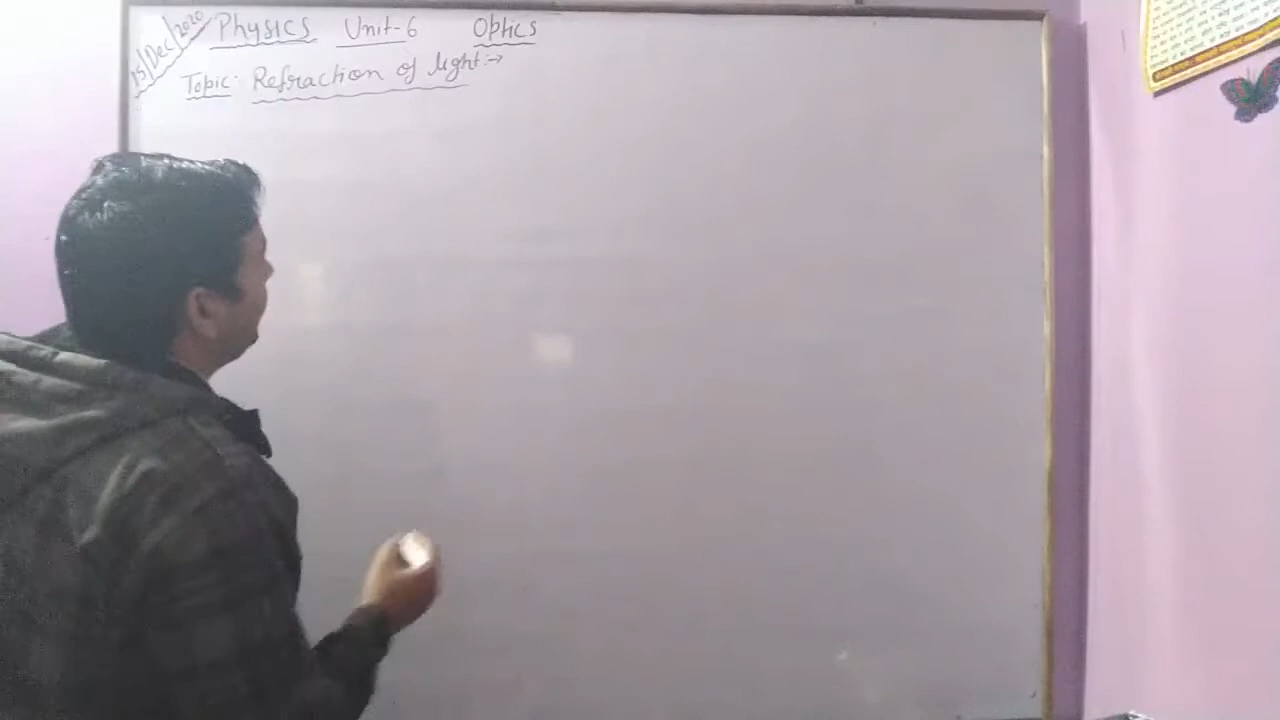 15/Dec/2020
Physics Unit-6 Optics
Topic: Refraction of light:→